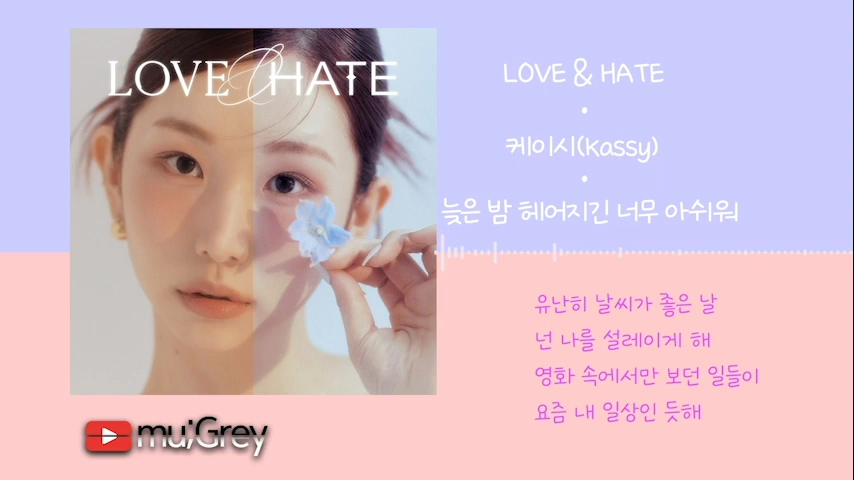 LOVE & HATE
LOVE & HATE
케이시(Kassy)
늦은 밤 헤어지긴 너무 아쉬워
유난히 날씨가 좋은 날
넌 나를 설레이게 해
영화 속에서만 보던 일들이
요즘 내 일상인 듯해
mu;Grey